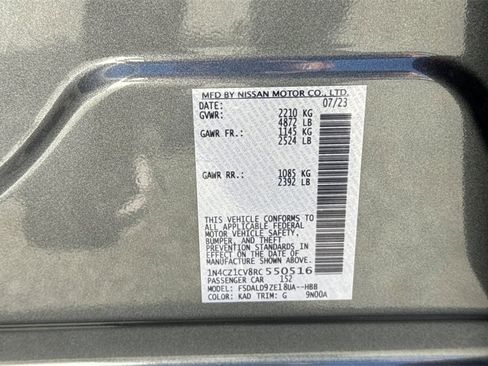 MFD BY NISSAN MOTOR CO., LTD.
DATE: 07/23
GVWR: 2210 KG
4872 LB
GAWR FR.: 1145 KG
2524 LB
GAWR RR.: 1085 KG
2392 LB
THIS VEHICLE CONFORMS TO
ALL APPLICABLE FEDERAL
MOTOR VEHICLE SAFETY,
BUMPER, AND THEFT
PREVENTION STANDARDS IN
EFFECT ON THE DATE OF
MANUFACTURE SHOWN ABOVE.
1N4CZ1CV8RC550516
PASSENGER CAR 152
MODEL: FSDALD9ZE18UA--HBB
COLOR: KAD TRIM: G 9N00A